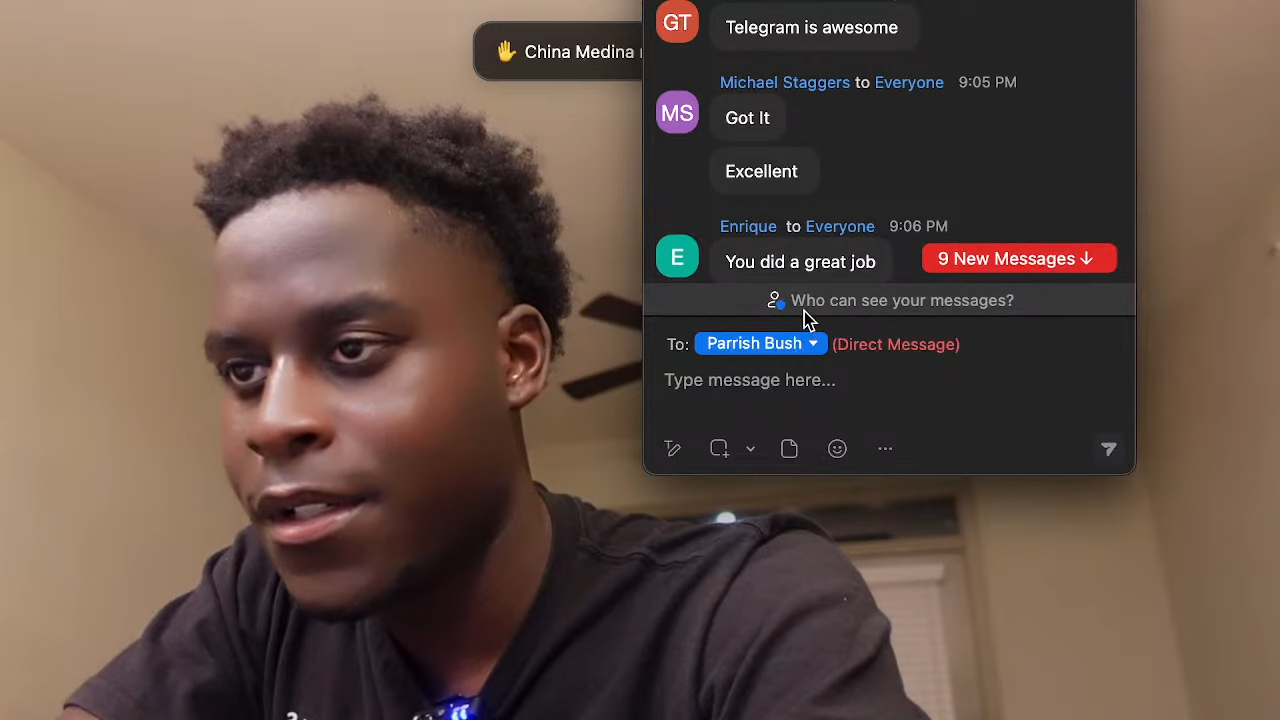 GT
Telegram is awesome
✋ China Medina
Michael Staggers to Everyone 9:05 PM
MS
Got It
Excellent
Enrique to Everyone 9:06 PM
E
You did a great job
9 New Messages ↓
Who can see your messages?
To: Parrish Bush (Direct Message)
Type message here...